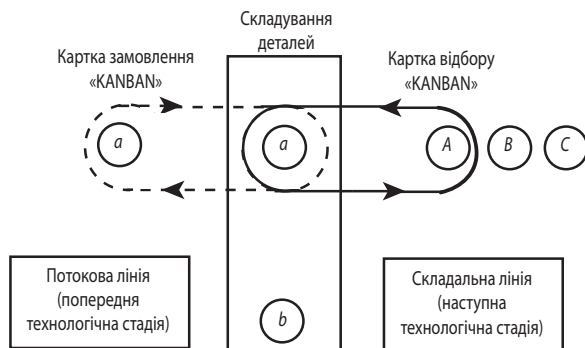 Складування
деталей
Картка замовлення
«KANBAN»
Картка відбору
«KANBAN»
a
a
A
B
C
Потокова лінія
(попередня
технологічна стадія)
b
Складальна лінія
(наступна
технологічна стадія)